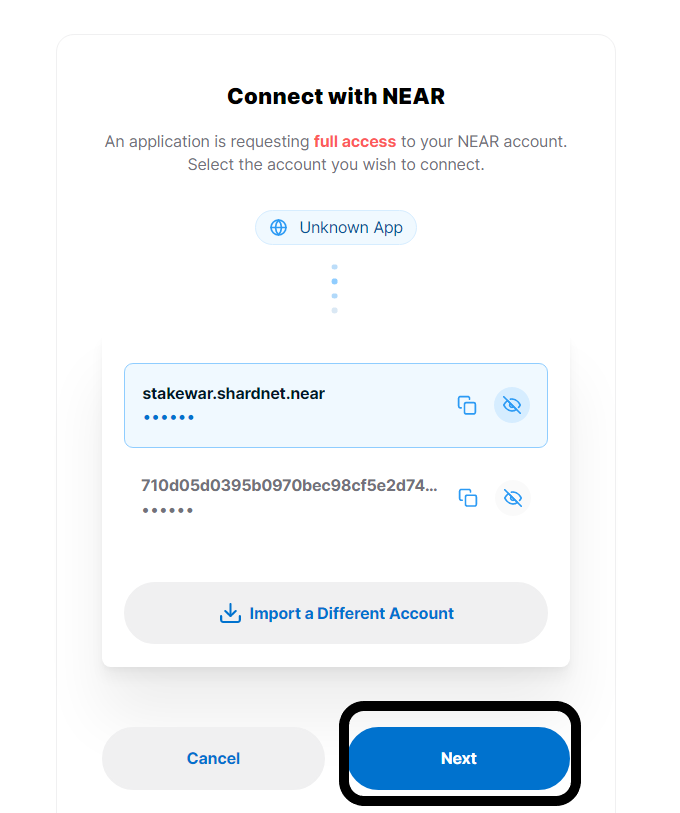 Connect with NEAR
An application is requesting full access to your NEAR account.
Select the account you wish to connect.
Unknown App
stakewar.shardnet.near
••••••
710d05d0395b0970bec98cf5e2d74...
••••••
Import a Different Account
Cancel
Next